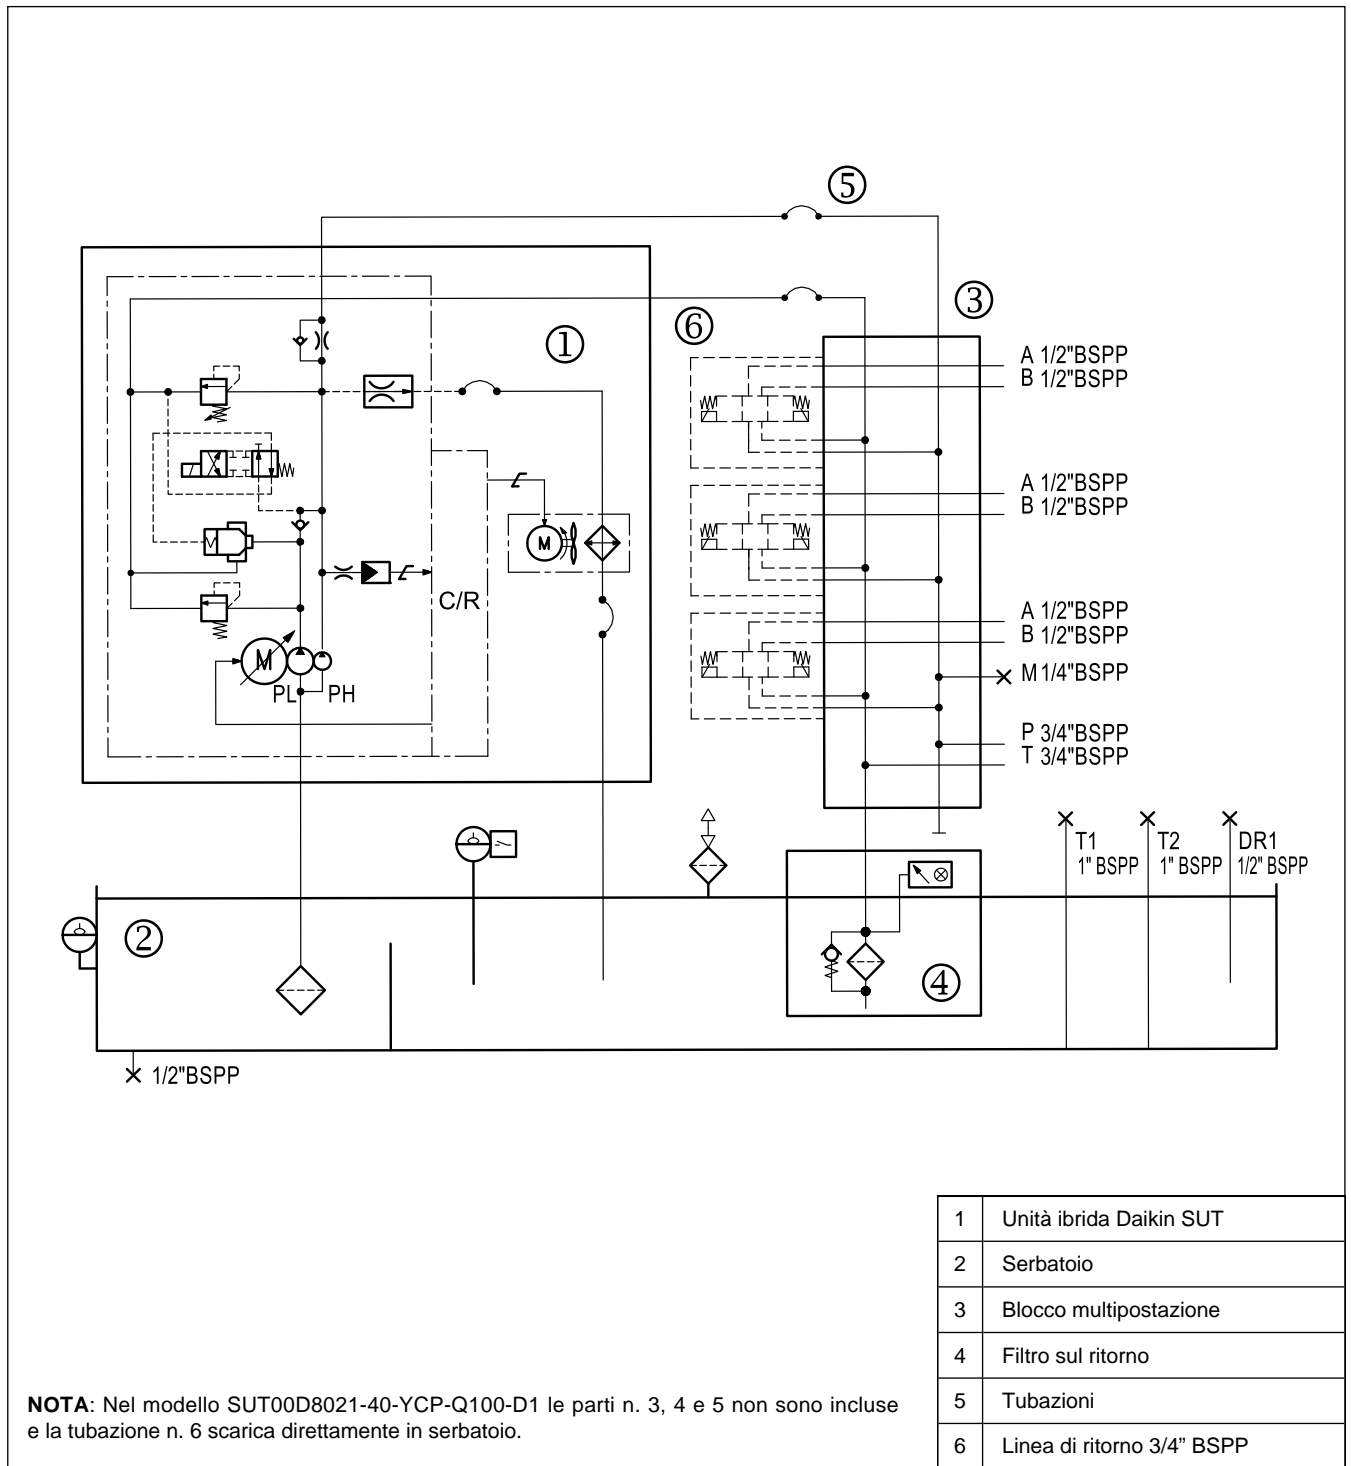 5
3
6
1
A 1/2"BSPP
B 1/2"BSPP
A 1/2"BSPP
B 1/2"BSPP
M
C/R
A 1/2"BSPP
B 1/2"BSPP
M
PL PH
M 1/4"BSPP
P 3/4"BSPP
T 3/4"BSPP
T1
1" BSPP
T2
1" BSPP
DR1
1/2" BSPP
2
4
1/2"BSPP
1 Unità ibrida Daikin SUT
2 Serbatoio
3 Blocco multipostazione
4 Filtro sul ritorno
5 Tubazioni
6 Linea di ritorno 3/4” BSPP
NOTA: Nel modello SUT00D8021-40-YCP-Q100-D1 le parti n. 3, 4 e 5 non sono incluse
e la tubazione n. 6 scarica direttamente in serbatoio.